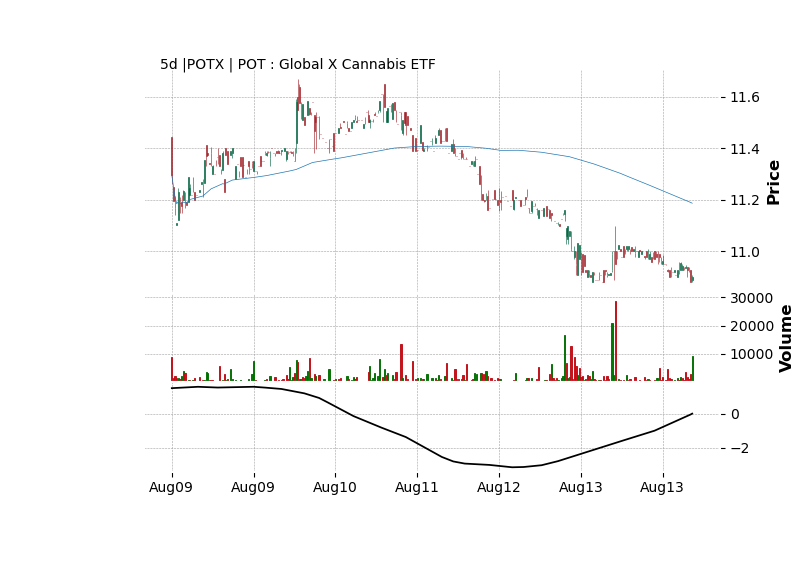 5d |POTX | POT : Global X Cannabis ETF
11.6
11.4
11.2
11.0
Price
30000
20000
10000
Volume
0
−2
Aug09 Aug09 Aug10 Aug11 Aug12 Aug13 Aug13